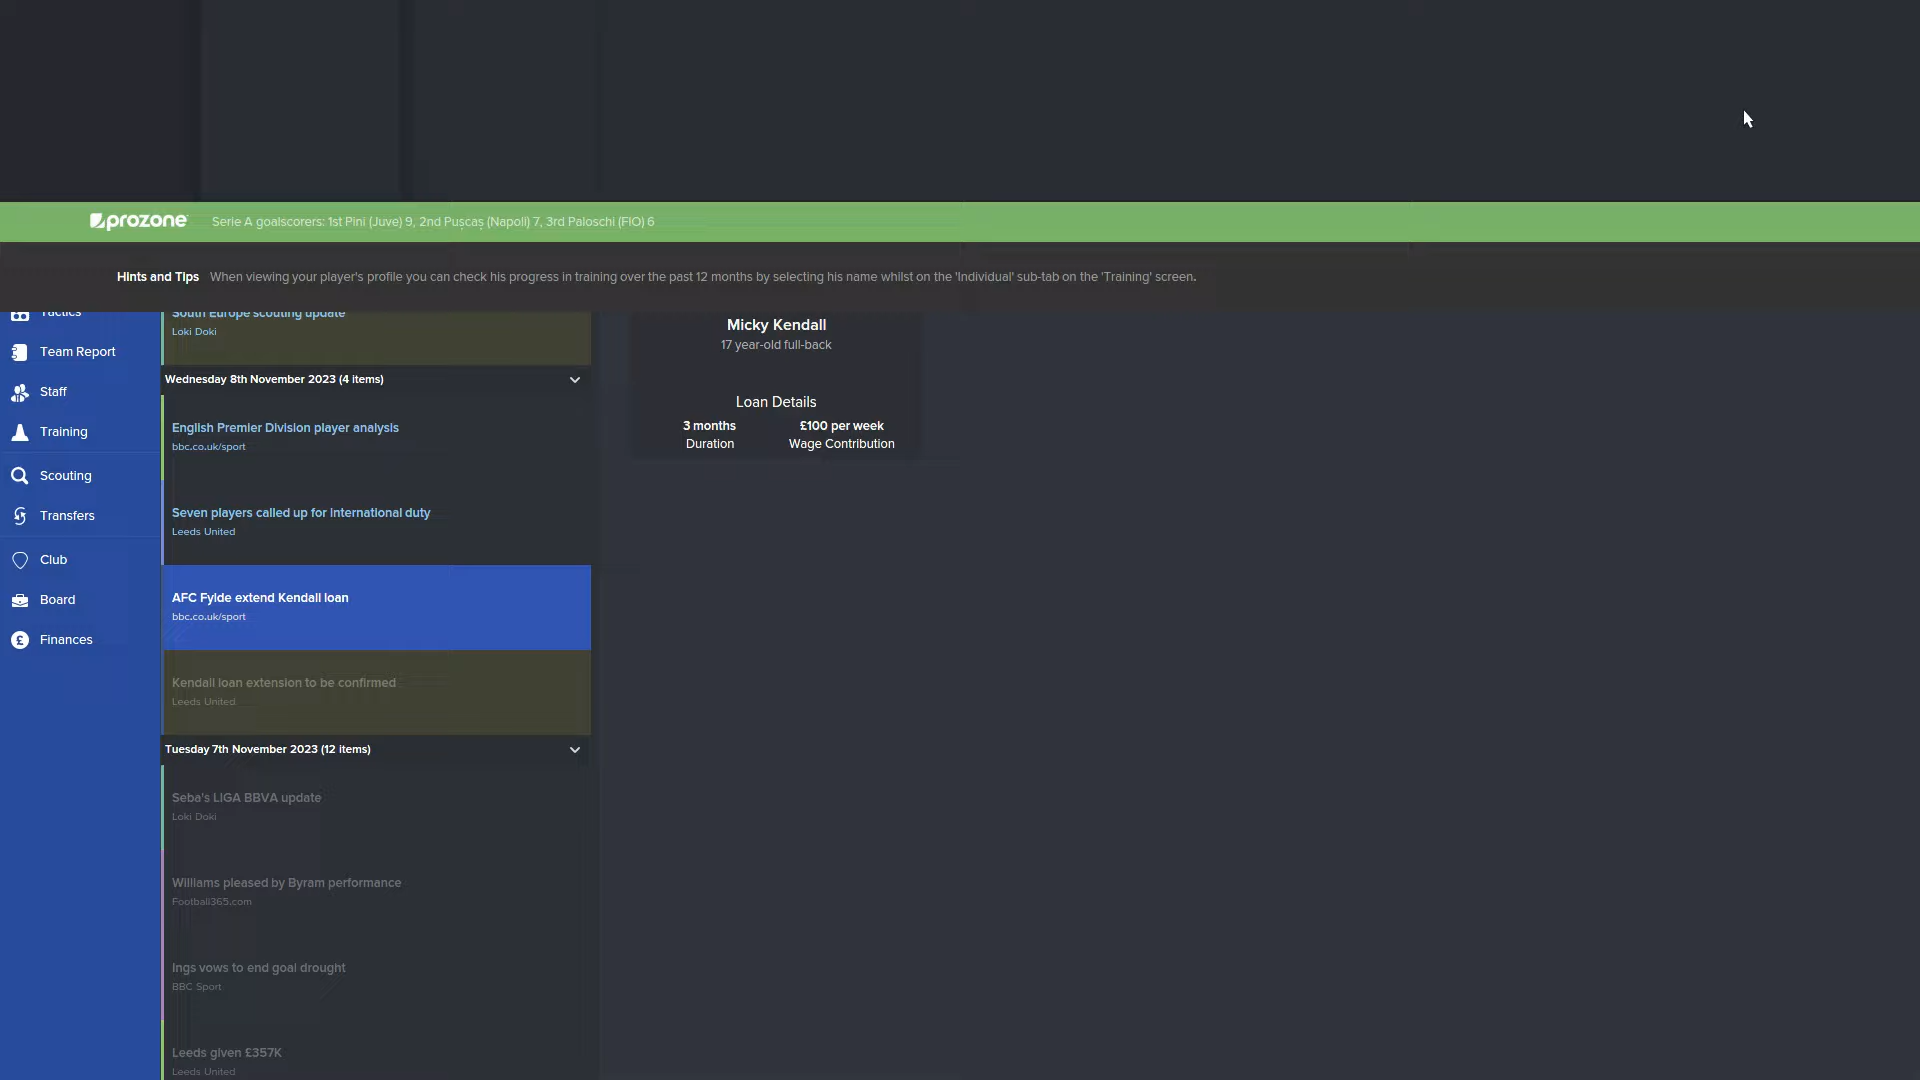 prozone
Serie A goalscorers: 1st Pini (Juve) 9, 2nd Pușcaș (Napoli) 7, 3rd Paloschi (FIO) 6
Hints and Tips When viewing your player's profile you can check his progress in training over the past 12 months by selecting his name whilst on the 'Individual' sub-tab on the 'Training' screen.
Tactics
Team Report
Staff
Training
Scouting
Transfers
Club
Board
Finances
South Europe scouting update
Loki Doki
Wednesday 8th November 2023 (4 items)
English Premier Division player analysis
bbc.co.uk/sport
Seven players called up for international duty
Leeds United
AFC Fylde extend Kendall loan
bbc.co.uk/sport
Kendall loan extension to be confirmed
Leeds United
Tuesday 7th November 2023 (12 items)
Seba's LIGA BBVA update
Loki Doki
Williams pleased by Byram performance
Football365.com
Ings vows to end goal drought
BBC Sport
Leeds given £357K
Leeds United
Micky Kendall
17 year-old full-back
Loan Details
3 months £100 per week
Duration Wage Contribution